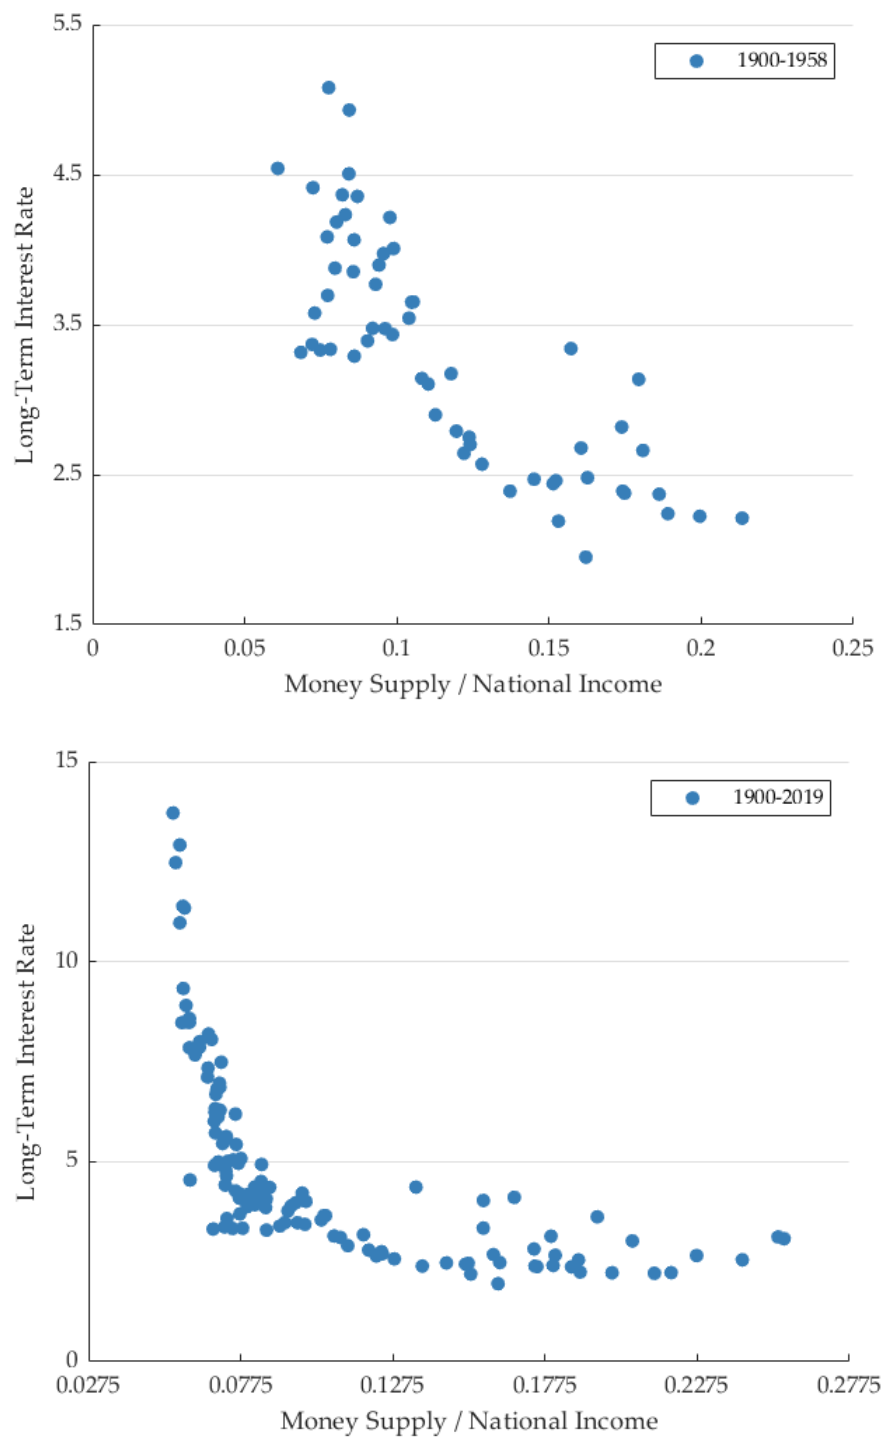 5.5
1900-1958
4.5
Long-Term Interest Rate
3.5
2.5
1.5
0 0.05 0.1 0.15 0.2 0.25
Money Supply / National Income
15
1900-2019
10
Long-Term Interest Rate
5
0
0.0275 0.0775 0.1275 0.1775 0.2275 0.2775
Money Supply / National Income